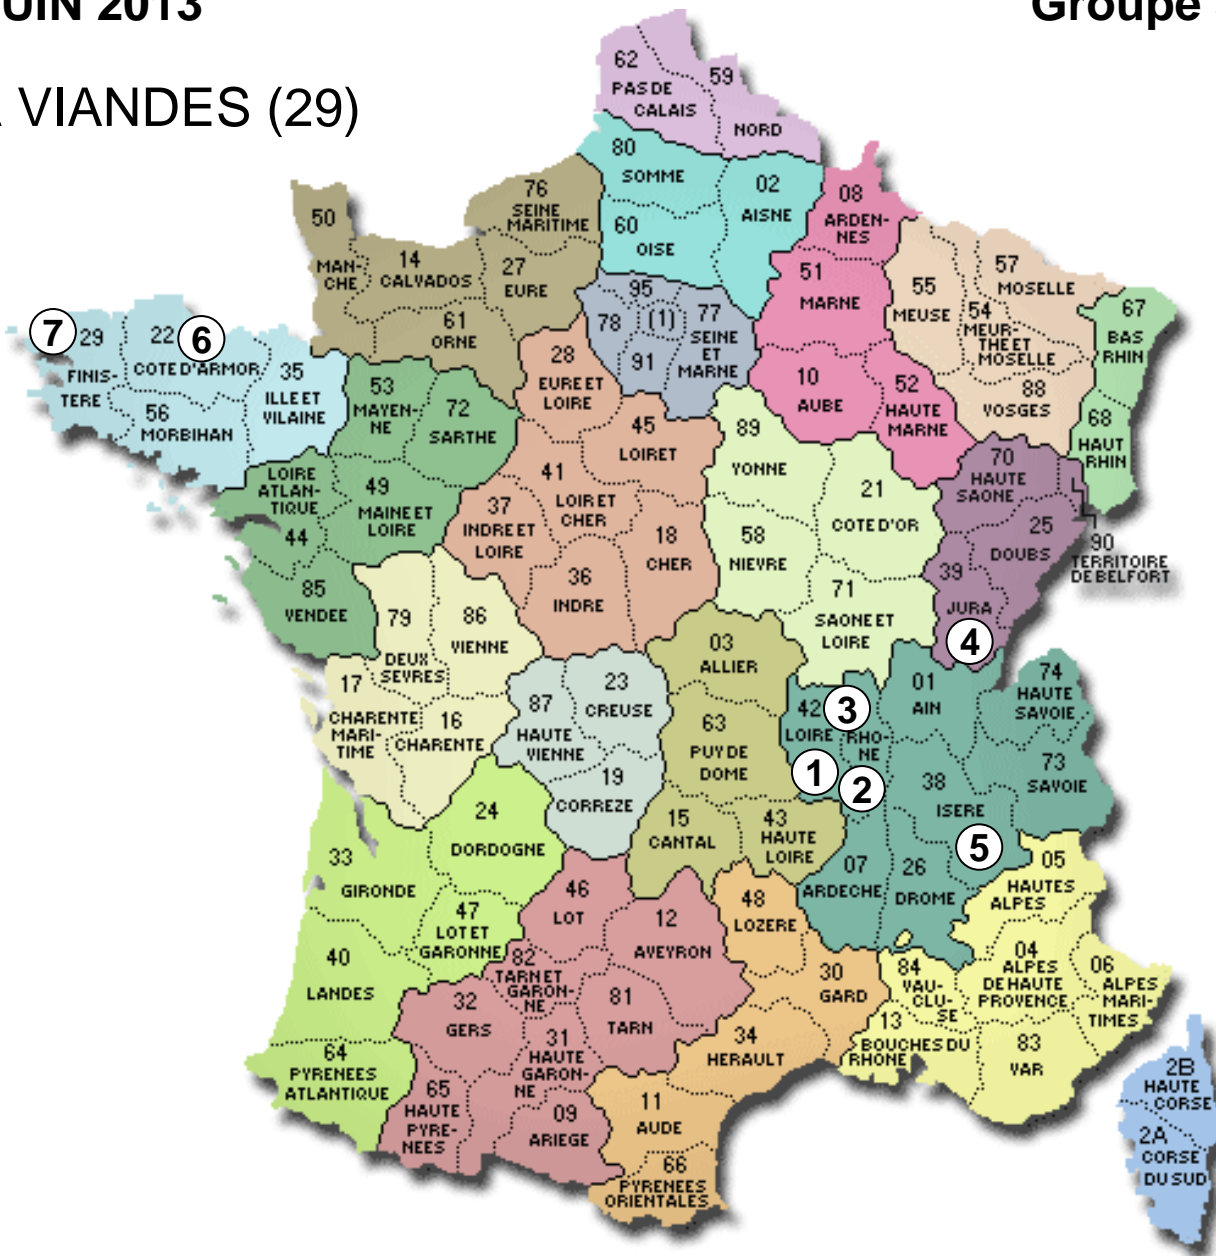 UIN 2013
Groupe
VIANDES (29)
62
PAS DE
CALAIS
59
NORD
80
SOMME
02
AISNE
60
OISE
76
SEINE
MARITIME
50
MAN-
CHE
14
CALVADOS
27
EURE
61
ORNE
08
ARDEN-
NES
51
MARNE
10
AUBE
52
HAUTE
MARNE
55
MEUSE
54
MEUR-
THE ET
MOSELLE
57
MOSELLE
88
VOSGES
67
BAS
RHIN
68
HAUT
RHIN
95
78
(1)
77
SEINE
ET
MARNE
91
7
29
FINIS-
TERE
22
6
COTE D'ARMOR
35
ILLE ET
VILAINE
56
MORBIHAN
53
MAYEN-
NE
72
SARTHE
LOIRE
ATLAN-
TIQUE
44
49
MAINE ET
LOIRE
85
VENDEE
28
EURE ET
LOIRE
45
LOIRET
41
LOIR ET
CHER
37
INDRE ET
LOIRE
18
CHER
36
INDRE
89
YONNE
21
COTE D'OR
58
NIEVRE
71
SAONE ET
LOIRE
70
HAUTE
SAONE
25
DOUBS
39
JURA
4
90
TERRITOIRE
DE BELFORT
79
DEUX
SEVRES
86
VIENNE
17
CHARENTE
MARI-
TIME
16
CHARENTE
87
HAUTE
VIENNE
23
CREUSE
19
CORREZE
03
ALLIER
63
PUY DE
DOME
15
CANTAL
43
HAUTE
LOIRE
42
LOIRE
3
RHO-
NE
1
2
01
AIN
74
HAUTE
SAVOIE
73
SAVOIE
38
ISERE
5
07
ARDECHE
26
DROME
24
DORDOGNE
33
GIRONDE
47
LOT ET
GARONNE
40
LANDES
64
PYRENEES
ATLANTIQUE
46
LOT
12
AVEYRON
82
TARN ET
GARON-
NE
32
GERS
81
TARN
31
HAUTE
GARON-
NE
65
HAUTE
PYRE-
NEES
09
ARIEGE
48
LOZERE
30
GARD
34
HERAULT
11
AUDE
66
PYRENEES
ORIENTALES
05
HAUTES
ALPES
04
ALPES
DE HAUTE
PROVENCE
06
ALPES
MARI-
TIMES
84
VAU-
CLU-
SE
13
BOUCHES DU
RHONE
83
VAR
2B
HAUTE
CORSE
2A
CORSE
DU SUD